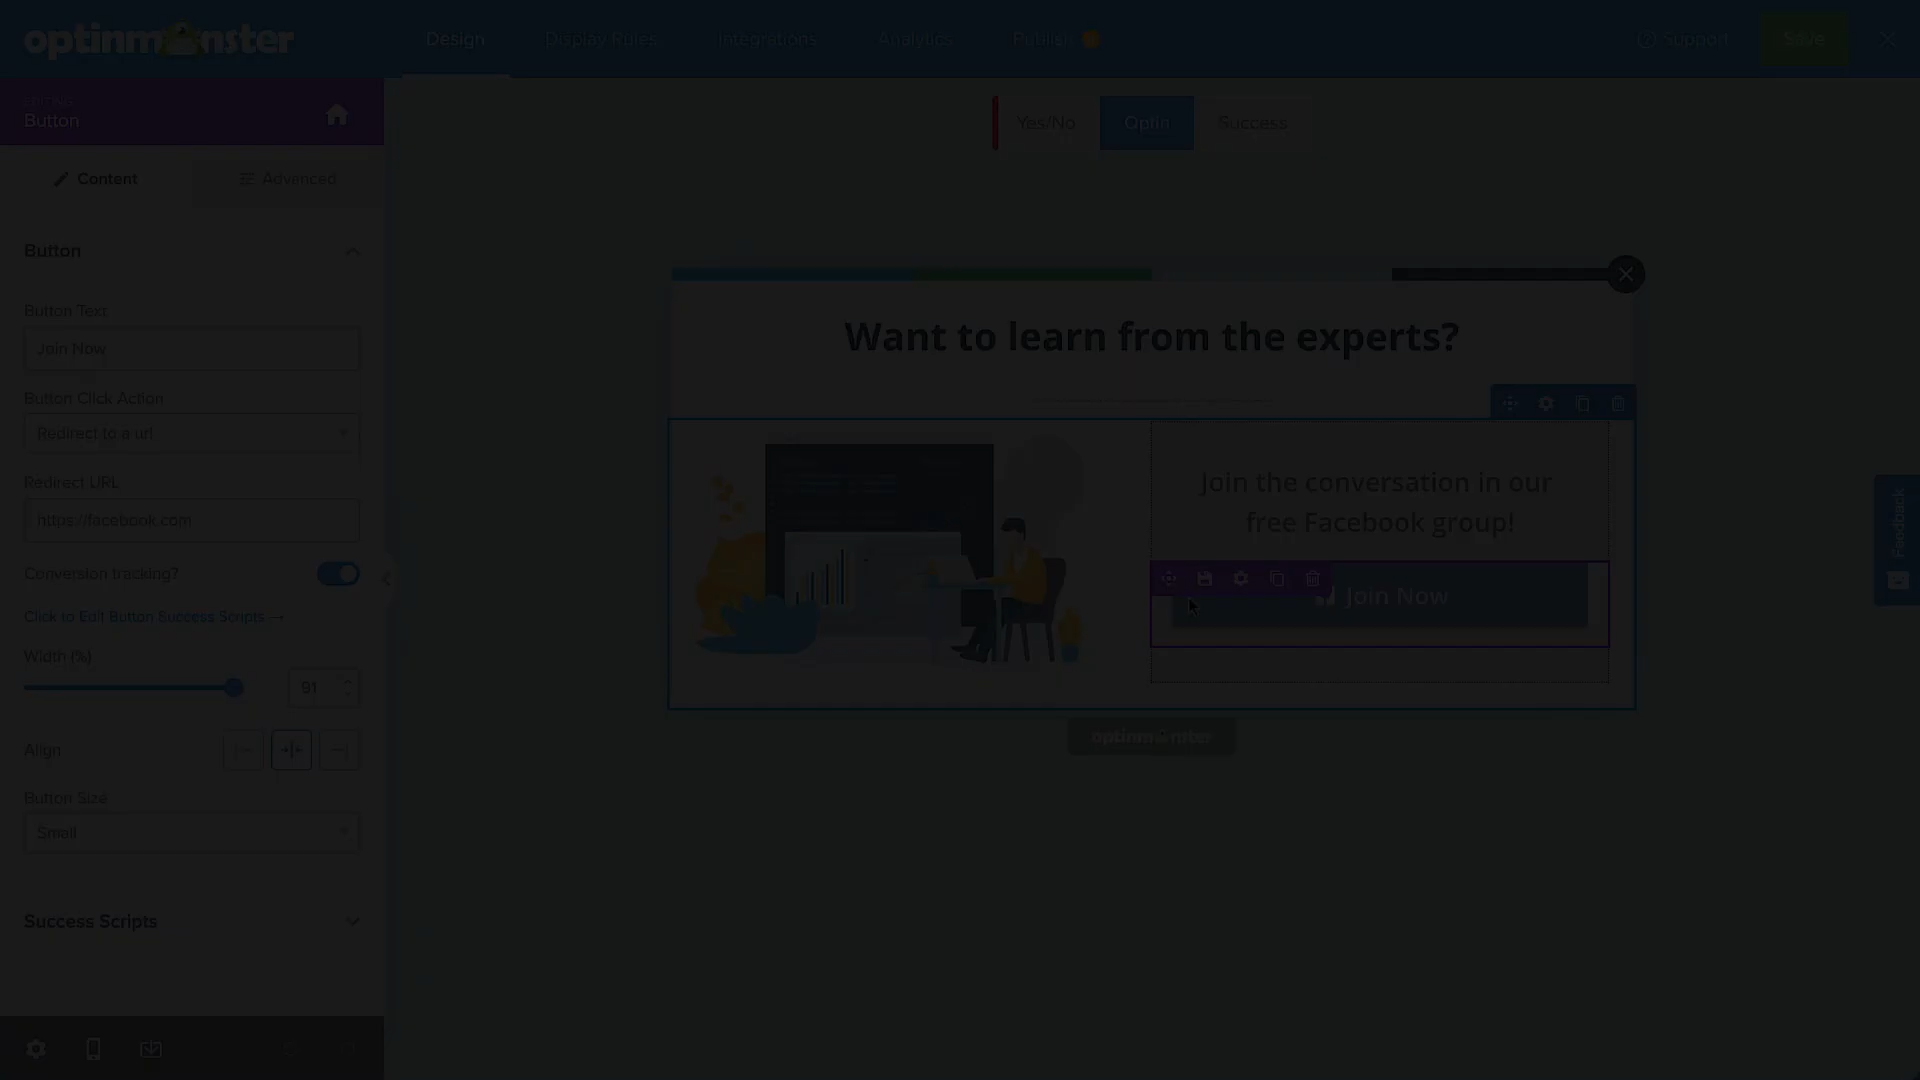 optinmonster
Design
Display Rules
Integrations
Analytics
Publish
Support
Save
EDITING
Button
Yes/No
Optin
Success
Content
Advanced
Button
Button Text
Join Now
Button Click Action
Redirect to a url
Redirect URL
https://facebook.com
Conversion tracking?
Click to Edit Button Success Scripts →
Width (%)
91
Align
Button Size
Small
Success Scripts
Want to learn from the experts?
Join the conversation in our
free Facebook group!
Join Now
optinmonster
Feedback